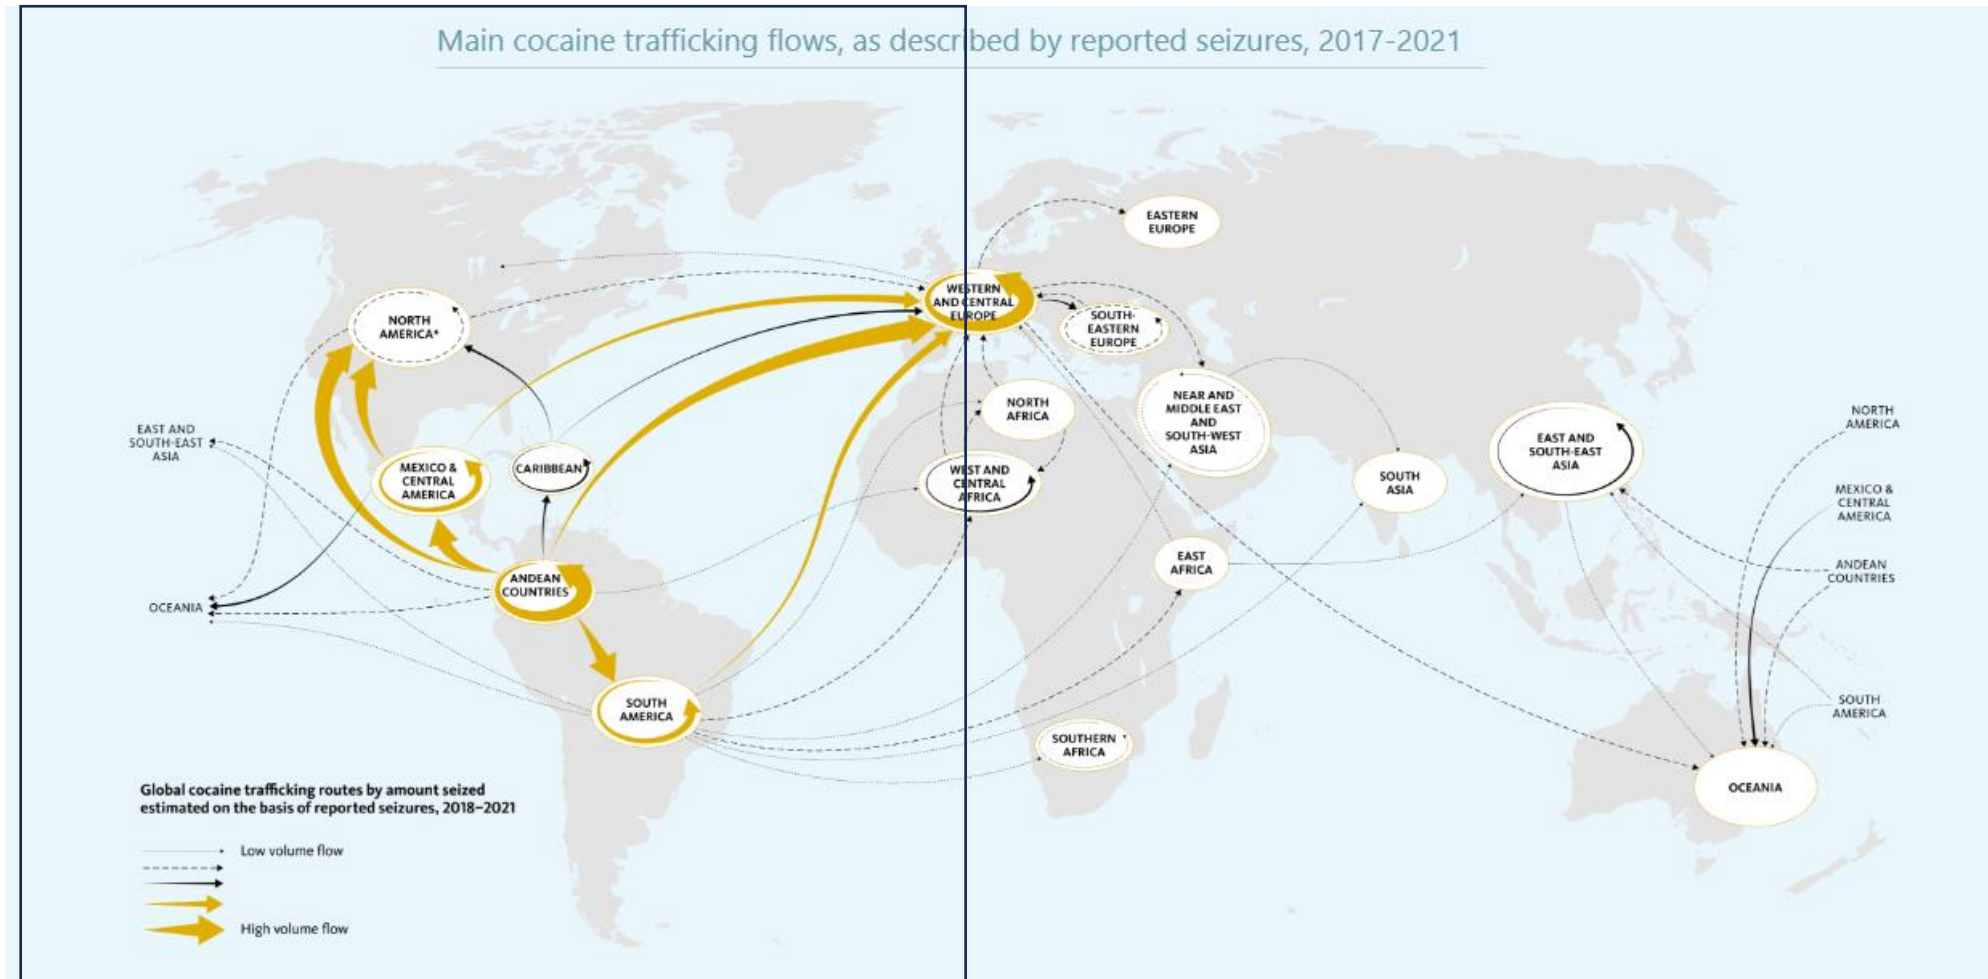 Main cocaine trafficking flows, as described by reported seizures, 2017-2021
EASTERN
EUROPE
WESTERN
AND CENTRAL
EUROPE
SOUTH-
EASTERN
EUROPE
NORTH
AMERICA*
NORTH
AFRICA
NEAR AND
MIDDLE EAST
AND
SOUTH-WEST
ASIA
EAST AND
SOUTH-EAST
ASIA
MEXICO &
CENTRAL
AMERICA
CARIBBEAN
WEST AND
CENTRAL
AFRICA
SOUTH
ASIA
EAST AND
SOUTH-EAST
ASIA
NORTH
AMERICA
MEXICO &
CENTRAL
AMERICA
ANDEAN
COUNTRIES
EAST
AFRICA
ANDEAN
COUNTRIES
OCEANIA
SOUTH
AMERICA
SOUTHERN
AFRICA
SOUTH
AMERICA
OCEANIA
Global cocaine trafficking routes by amount seized
estimated on the basis of reported seizures, 2018–2021
Low volume flow
High volume flow